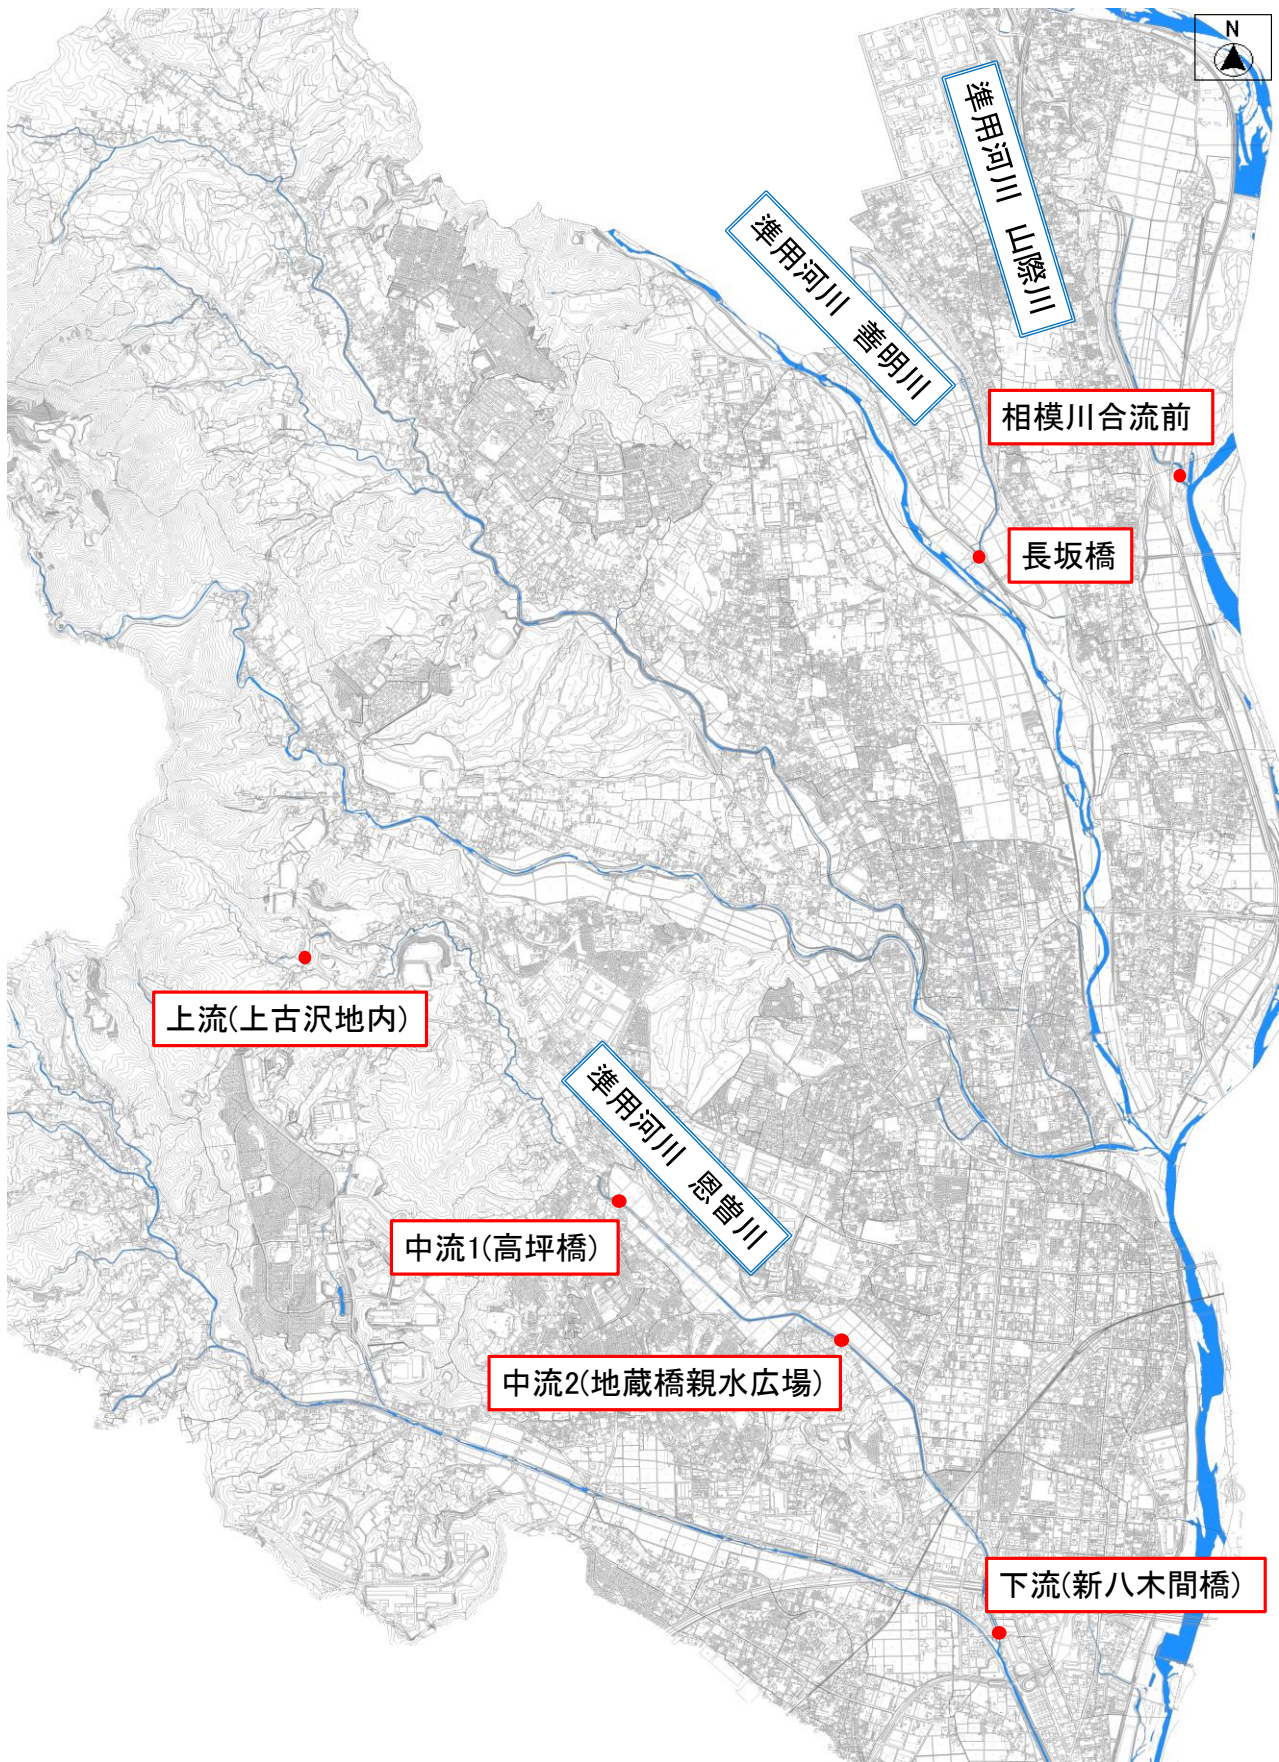 N
準用河川 山際川
準用河川 善明川
相模川合流前
長坂橋
上流(上古沢地内)
準用河川 恩曽川
中流1(高坪橋)
中流2(地蔵橋親水広場)
下流(新八木間橋)